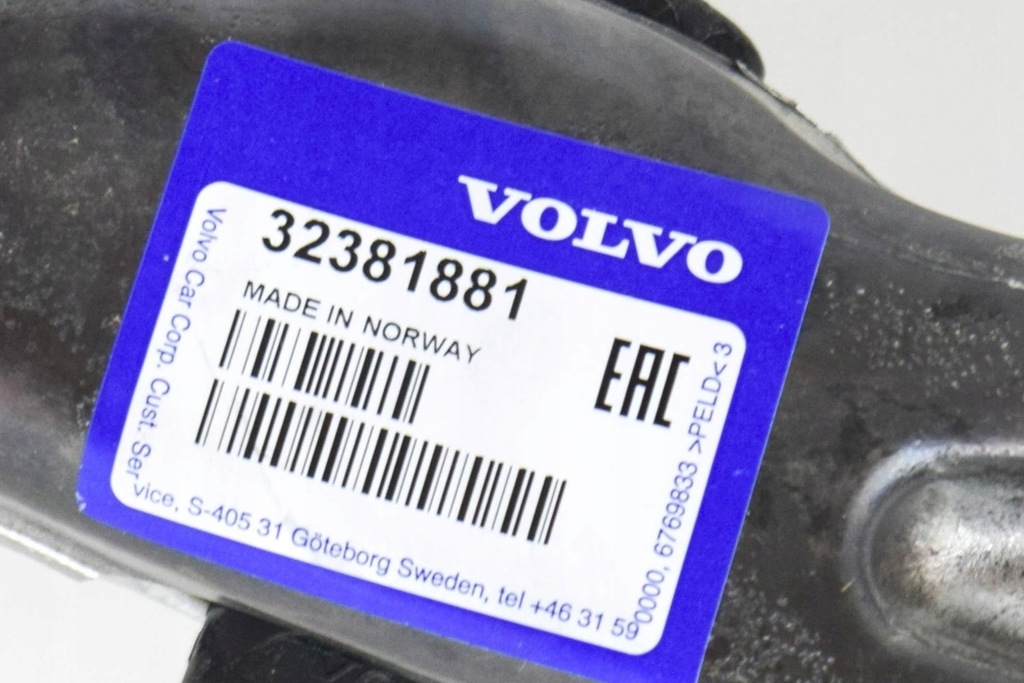 VOLVO
32381881
MADE IN NORWAY
EAC
Volvo Car Corp. Cust. Service, S-405 31 Göteborg Sweden, tel +46 31 59 0000, 6769833 >PELD< 3